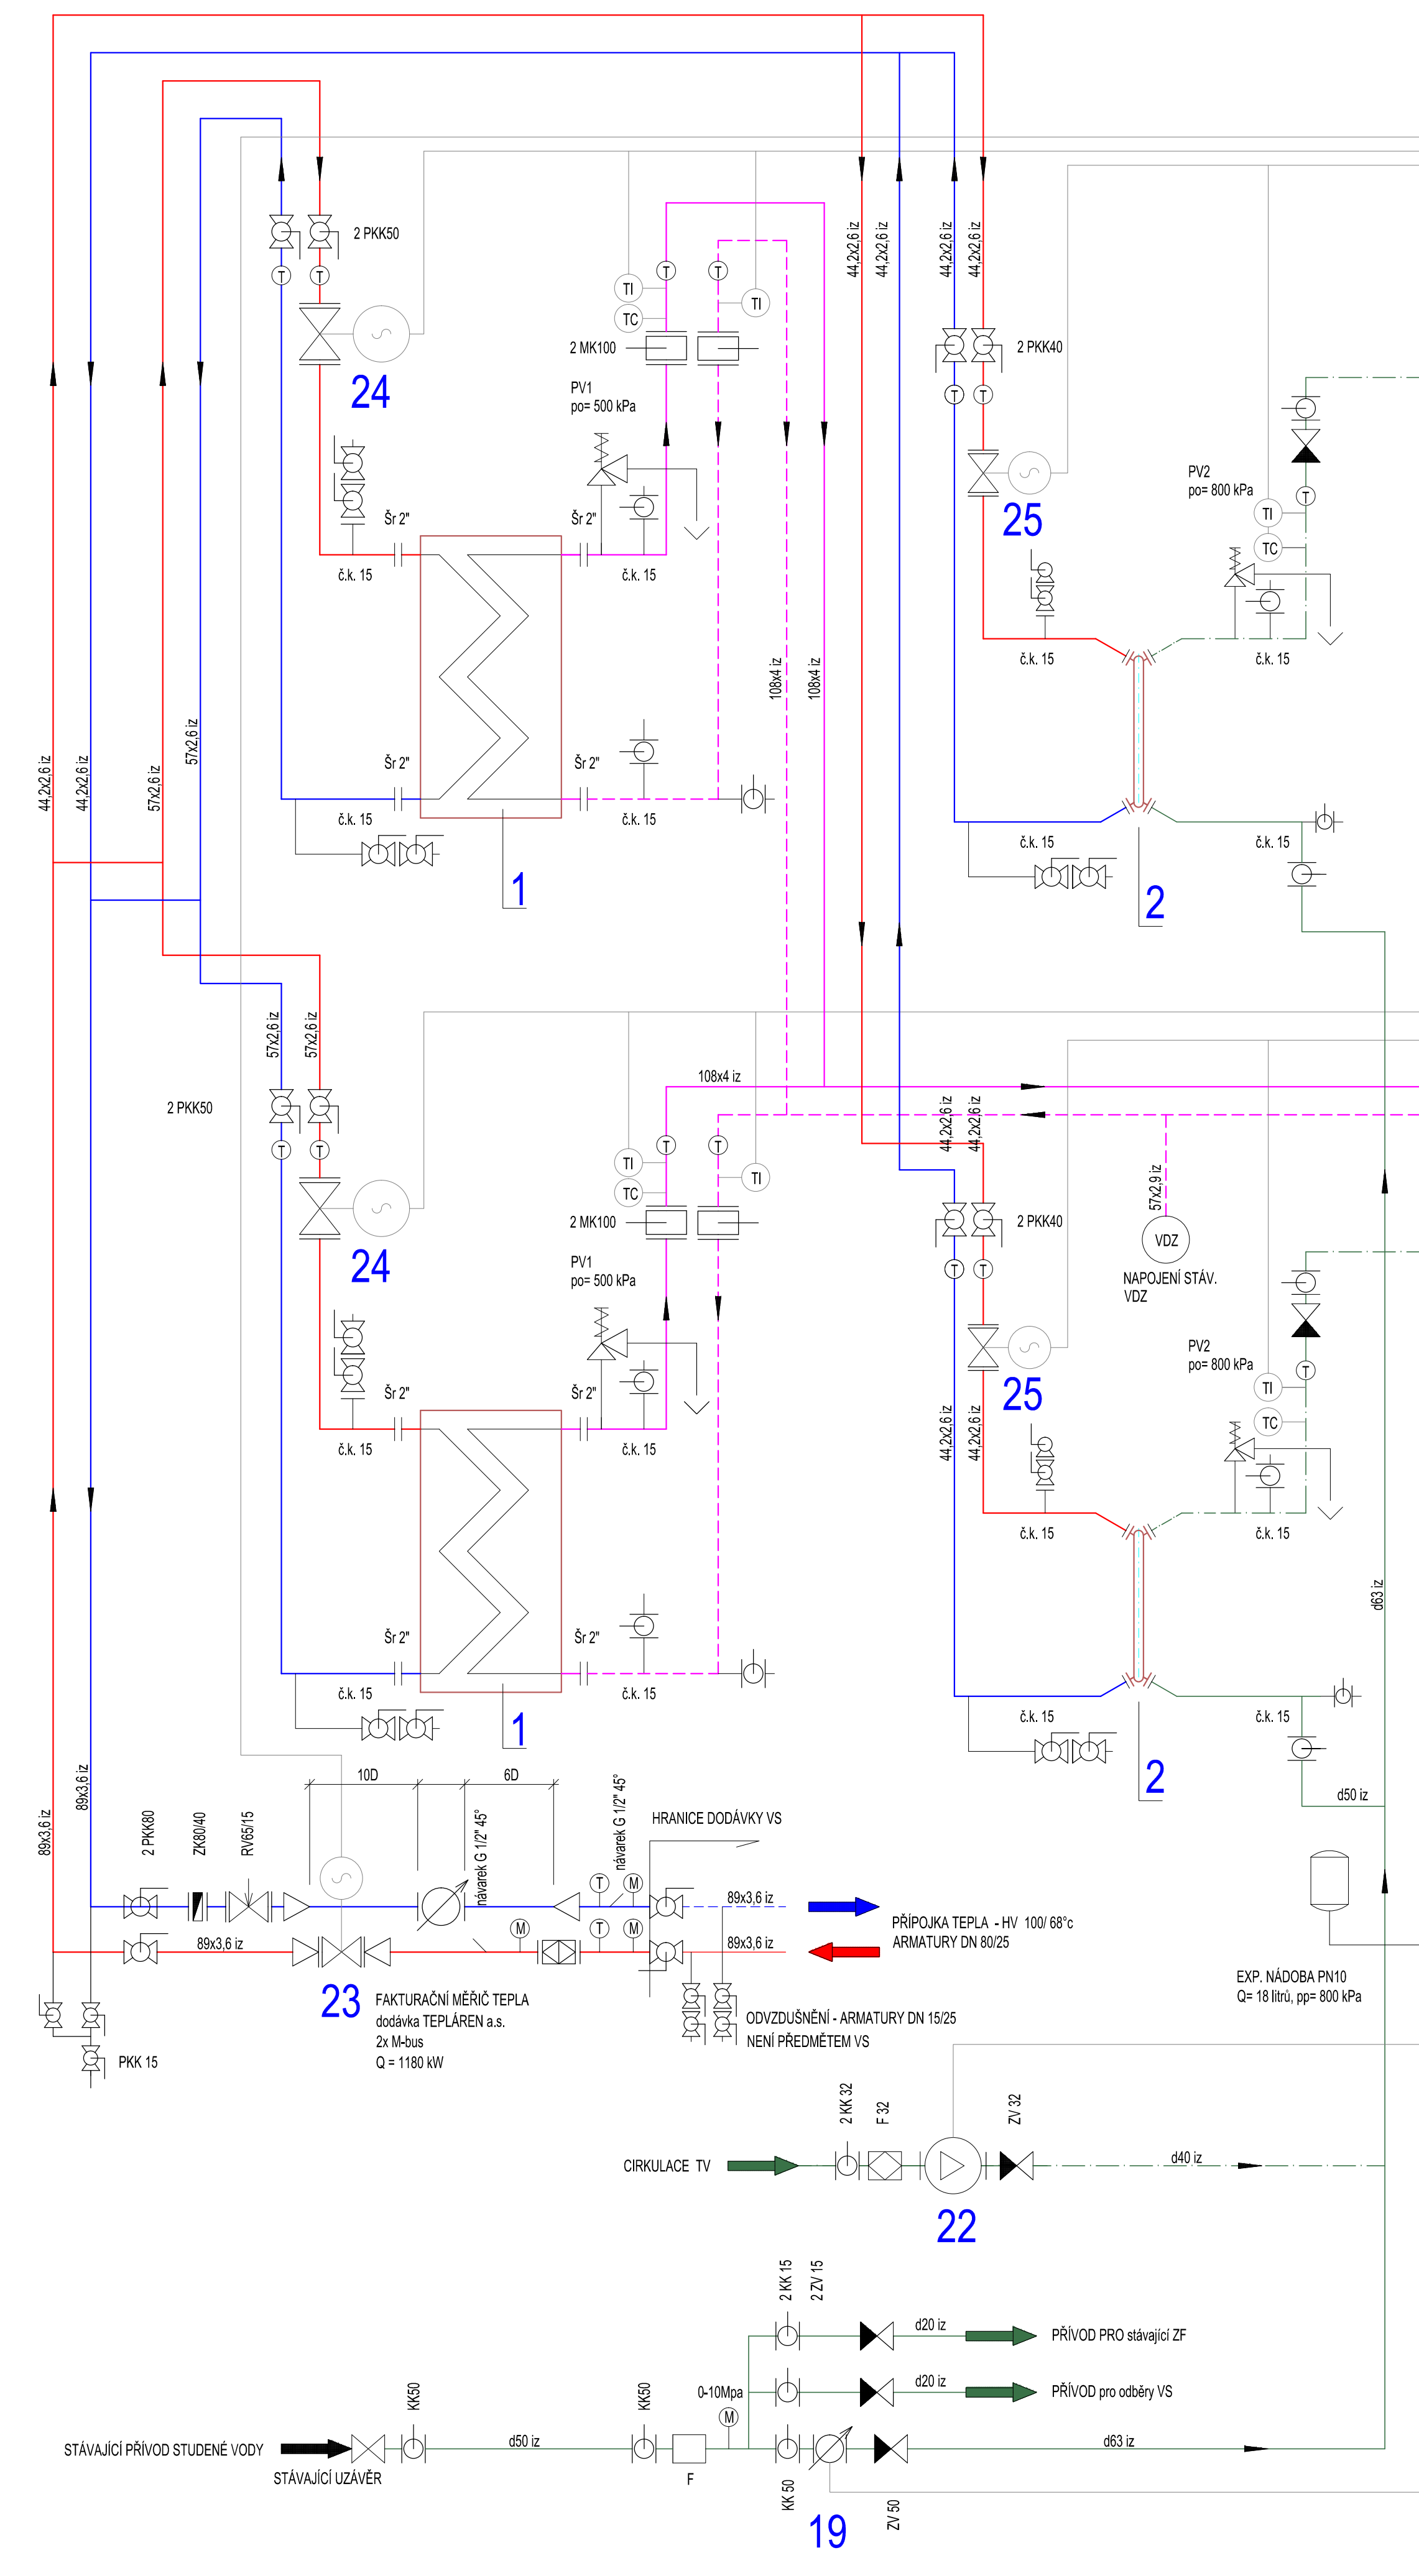 2 PKK50
T
T
24
TI
TC
T
T
TI
2 MK100
PV1
po= 500 kPa
44,2x2,6 iz
44,2x2,6 iz
44,2x2,6 iz
44,2x2,6 iz
2 PKK40
T
T
25
PV2
po= 800 kPa
T
TI
TC
Šr 2"
Šr 2"
č.k. 15
č.k. 15
č.k. 15
č.k. 15
108x4 iz
108x4 iz
44,2x2,6 iz
44,2x2,6 iz
57x2,6 iz
57x2,6 iz
Šr 2"
Šr 2"
č.k. 15
č.k. 15
č.k. 15
č.k. 15
1
2
57x2,6 iz
57x2,6 iz
2 PKK50
T
T
24
108x4 iz
TI
TC
T
T
TI
2 MK100
PV1
po= 500 kPa
44,2x2,6 iz
44,2x2,6 iz
2 PKK40
T
T
25
57x2,9 iz
VDZ
NAPOJENÍ STÁV.
VDZ
PV2
po= 800 kPa
T
TI
TC
44,2x2,6 iz
44,2x2,6 iz
Šr 2"
Šr 2"
č.k. 15
č.k. 15
č.k. 15
č.k. 15
d63 iz
Šr 2"
Šr 2"
č.k. 15
č.k. 15
č.k. 15
č.k. 15
1
2
d50 iz
89x3,6 iz
89x3,6 iz
2 PKK80
ZK80/40
RV65/15
10D
6D
návarek G 1/2" 45°
návarek G 1/2" 45°
HRANICE DODÁVKY VS
T
M
89x3,6 iz
89x3,6 iz
M
T
M
89x3,6 iz
PŘÍPOJKA TEPLA - HV 100/ 68°c
ARMATURY DN 80/25
23
FAKTURAČNÍ MĚŘIČ TEPLA
dodávka TEPLÁREN a.s.
2x M-bus
Q = 1180 kW
ODVZDUŠNĚNÍ - ARMATURY DN 15/25
NENÍ PŘEDMĚTEM VS
PKK 15
EXP. NÁDOBA PN10
Q= 18 litrů, pp= 800 kPa
2 KK 32
F 32
ZV 32
CIRKULACE TV
d40 iz
22
2 KK 15
2 ZV 15
d20 iz
PŘÍVOD PRO stávající ZF
d20 iz
PŘÍVOD pro odběry VS
KK50
KK50
0-10Mpa
M
STÁVAJÍCÍ PŘÍVOD STUDENÉ VODY
STÁVAJÍCÍ UZÁVĚR
d50 iz
F
KK 50
19
ZV 50
d63 iz